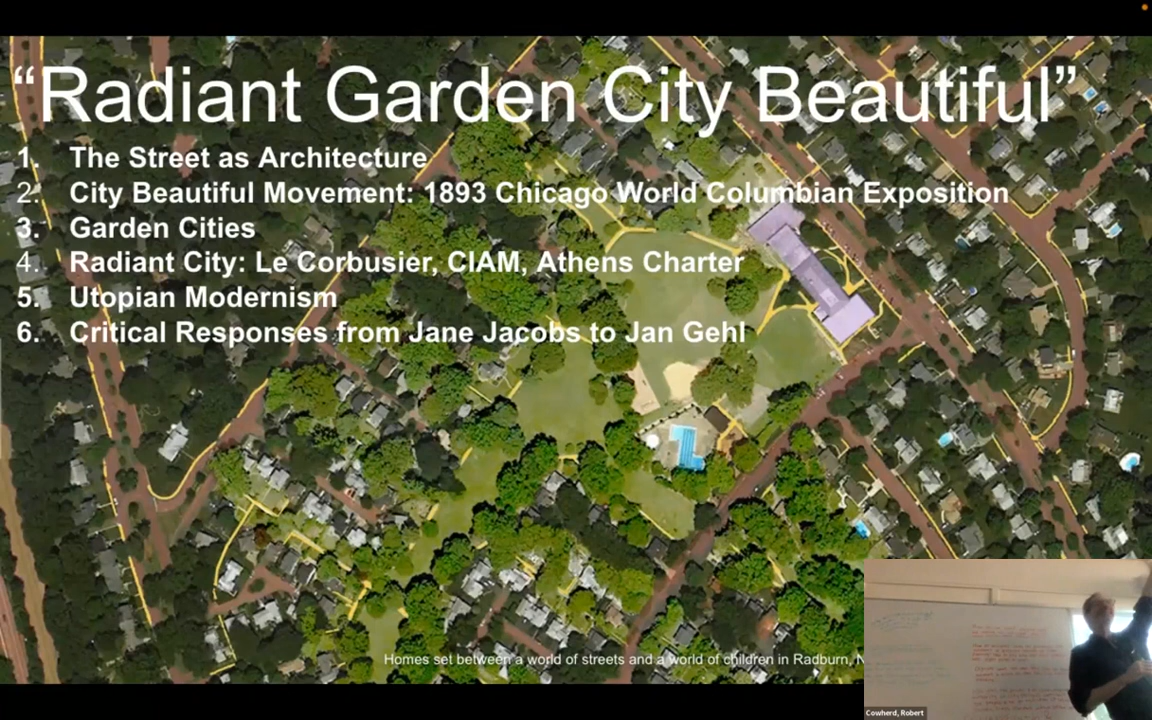 “Radiant Garden City Beautiful”
1. The Street as Architecture
2. City Beautiful Movement: 1893 Chicago World Columbian Exposition
3. Garden Cities
4. Radiant City: Le Corbusier, CIAM, Athens Charter
5. Utopian Modernism
6. Critical Responses from Jane Jacobs to Jan Gehl
Homes set between a world of streets and a world of children in Radburn, N
Cowherd, Robert